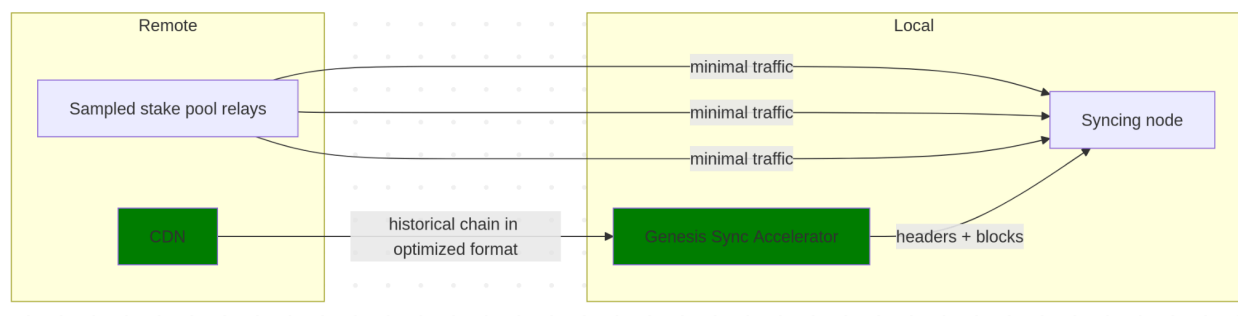 Remote
Local
Sampled stake pool relays
minimal traffic
minimal traffic
minimal traffic
Syncing node
CDN
historical chain in
optimized format
Genesis Sync Accelerator
headers + blocks